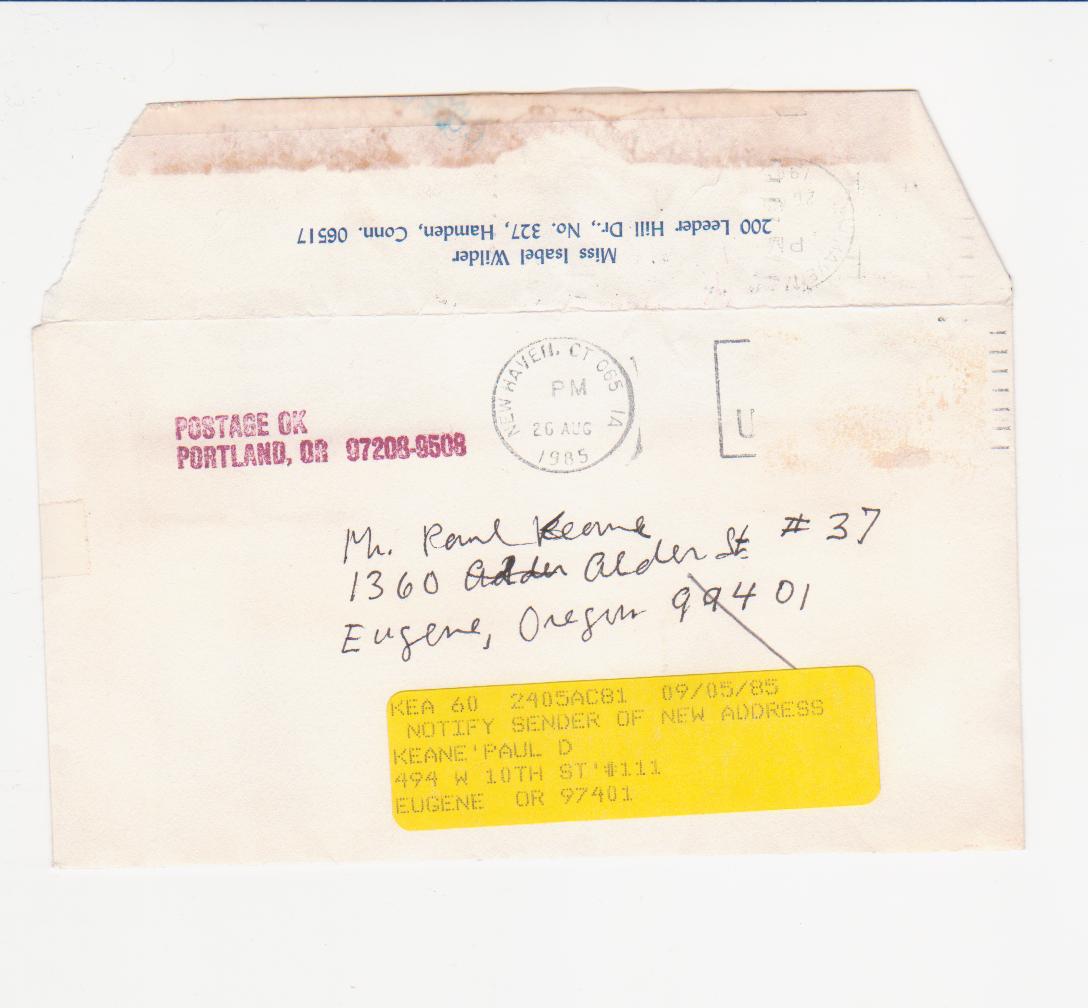 Miss Isabel Wilder
200 Leeder Hill Dr., No. 327, Hamden, Conn. 06517
NEW HAVEN, CT 065 1A
PM
26 AUG
1985
U
POSTAGE OK
PORTLAND, OR 97208-9508
Mr. Paul Keane
1360 Alder St # 37
Eugene, Oregon 99401
KEA 60 2405AC81 09/05/85
NOTIFY SENDER OF NEW ADDRESS
KEANE'PAUL D
494 W 10TH ST'#111
EUGENE OR 97401